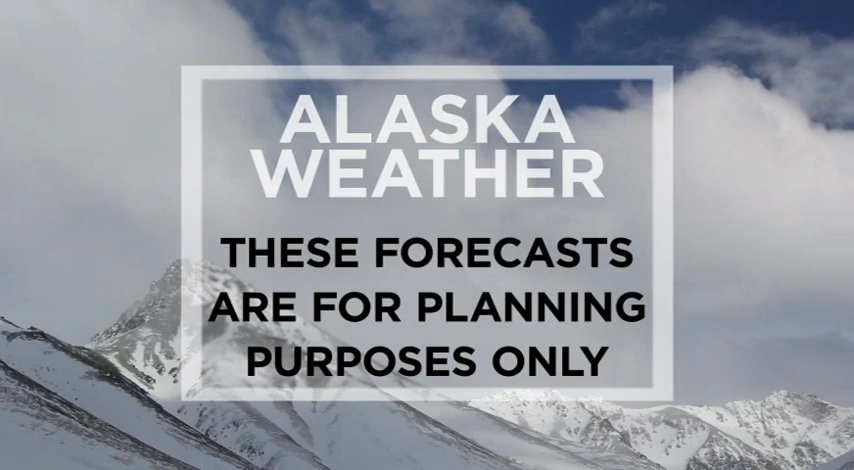 ALASKA
WEATHER
THESE FORECASTS
ARE FOR PLANNING
PURPOSES ONLY